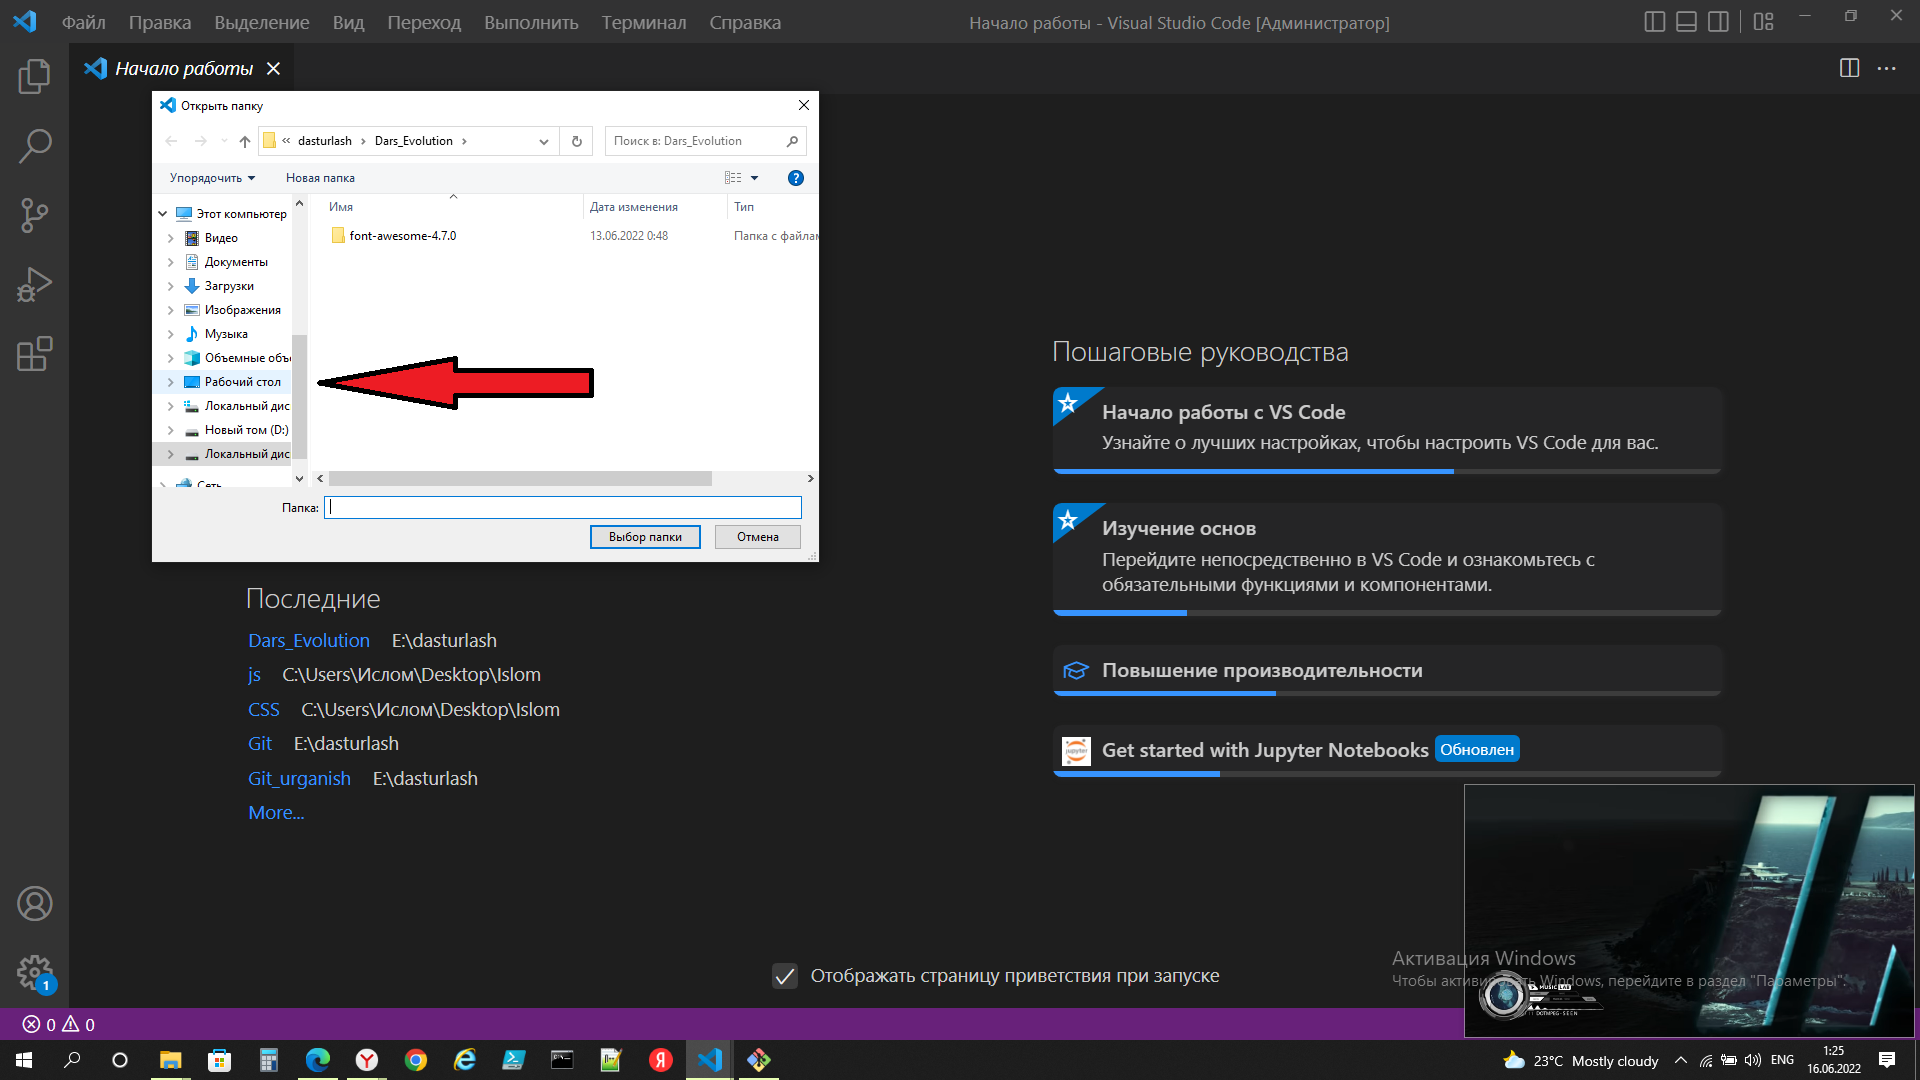 Файл Правка Выделение Вид Переход Выполнить Терминал Справка
Начало работы - Visual Studio Code [Администратор]
Начало работы
Открыть папку
« dasturlash › Dars_Evolution ›
Поиск в: Dars_Evolution
Упорядочить
Новая папка
Имя
Дата изменения
Тип
font-awesome-4.7.0
13.06.2022 0:48
Папка с файлам
Этот компьютер
Видео
Документы
Загрузки
Изображения
Музыка
Объемные объ
Рабочий стол
Локальный дис
Новый том (D:)
Локальный дис
Сеть
Папка:
Выбор папки
Отмена
Последние
Dars_Evolution E:\dasturlash
js C:\Users\Ислом\Desktop\Islom
CSS C:\Users\Ислом\Desktop\Islom
Git E:\dasturlash
Git_urganish E:\dasturlash
More...
Пошаговые руководства
Начало работы с VS Code
Узнайте о лучших настройках, чтобы настроить VS Code для вас.
Изучение основ
Перейдите непосредственно в VS Code и ознакомьтесь с
обязательными функциями и компонентами.
Повышение производительности
jupyter
Get started with Jupyter Notebooks Обновлен
Отображать страницу приветствия при запуске
Активация Windows
Чтобы активировать Windows, перейдите в раздел "Параметры".
1
0 0
23°C Mostly cloudy
ENG
1:25
16.06.2022